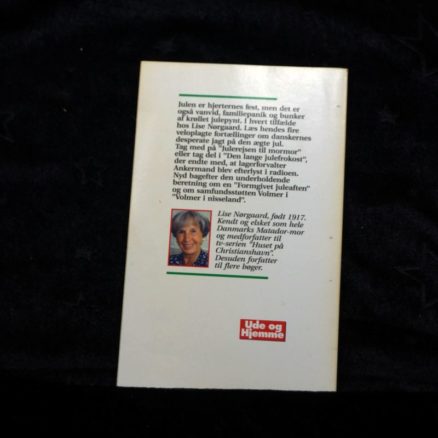 Julen er hjerternes fest, men det er
også vanvid, familiepanik og bunker
af krøllet julepynt. I hvert tilfælde
hos Lise Nørgaard. Læs hendes fire
veloplagte fortællinger om danskernes
desperate jagt på den ægte jul.
Tag med på "Julerejsen til mormor"
eller tag del i "Den lange julefrokost",
der endte med, at lagerforvalter
Ankermand blev efterlyst i radioen.
Nyd bagefter den underholdende
beretning om en "Formgivet juleaften"
og om samfundsstøtten Volmer i
"Volmer i nisseland".
Lise Nørgaard, født 1917.
Kendt og elsket som hele
Danmarks Matador-mor
og medforfatter til
tv-serien "Huset på
Christianshavn".
Desuden forfatter
til flere bøger.
Ude og
Hjemme